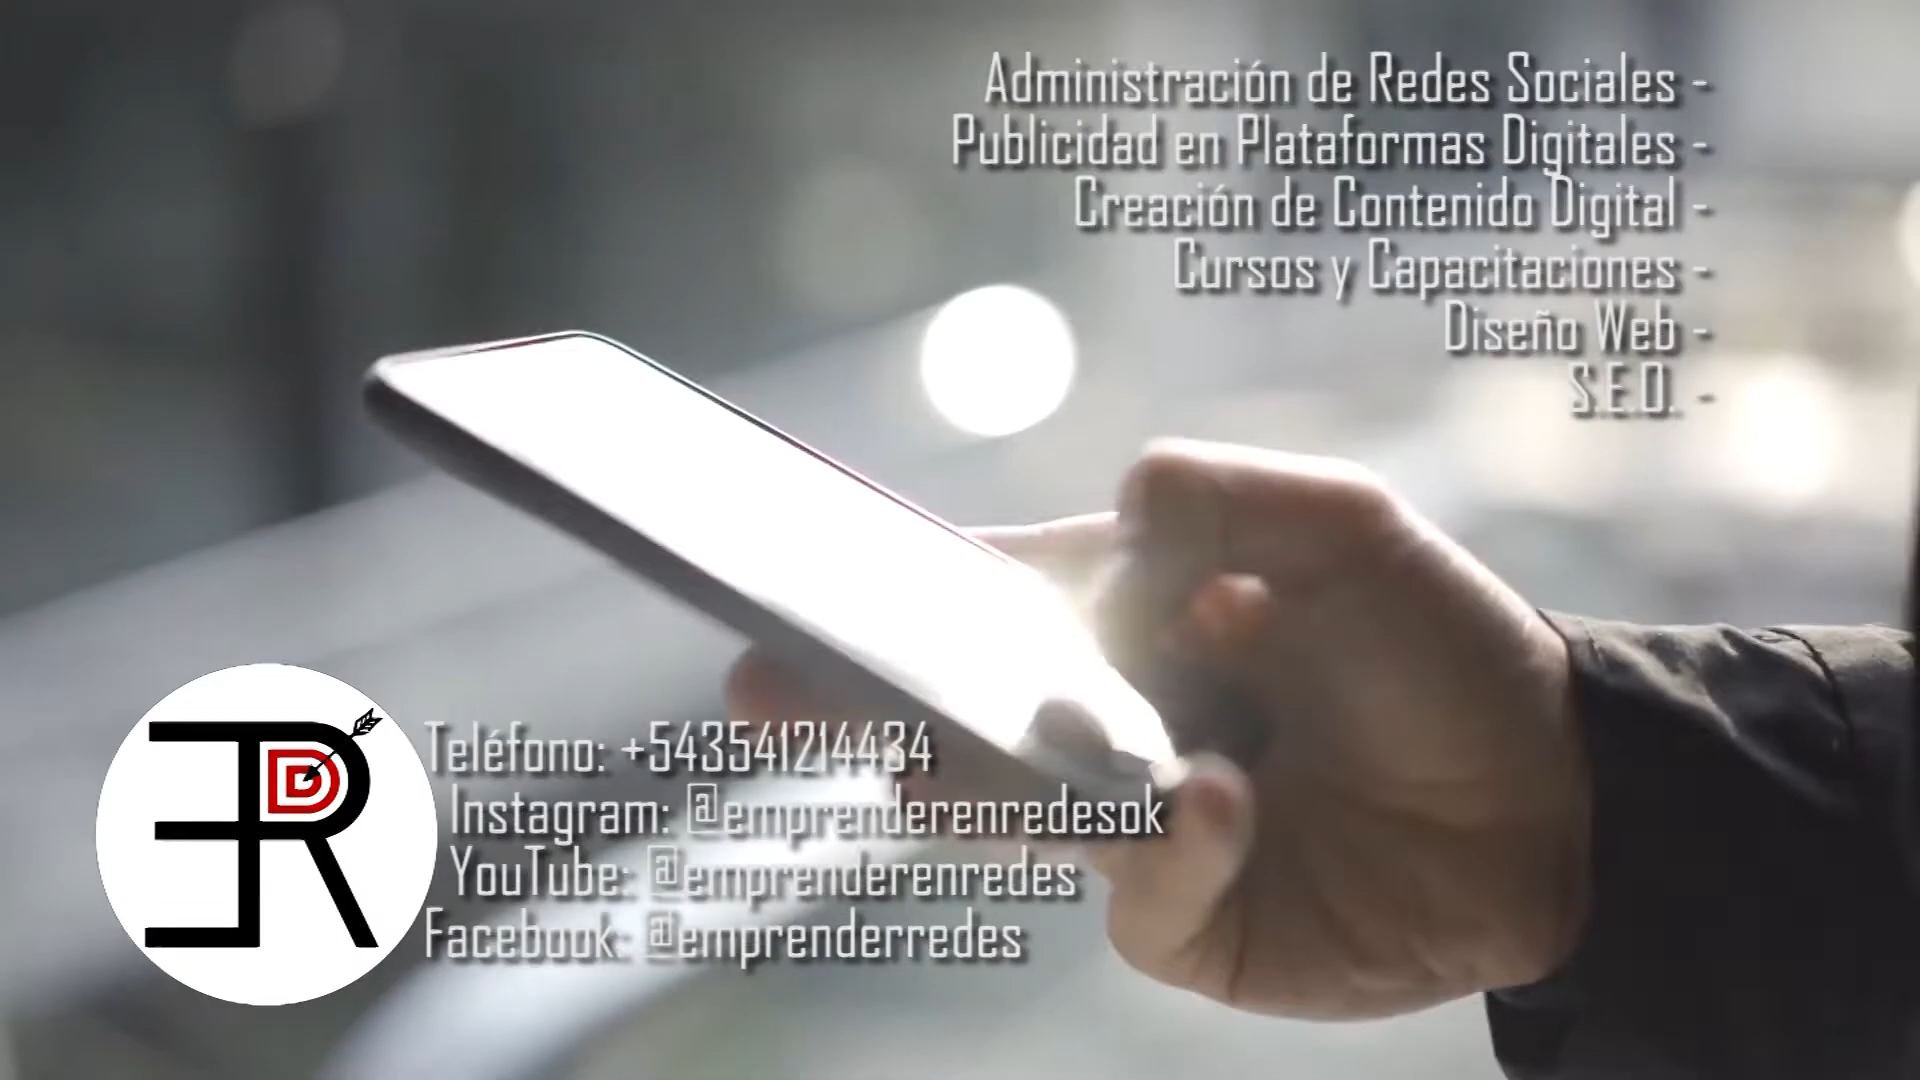 Administración de Redes Sociales -
Publicidad en Plataformas Digitales -
Creación de Contenido Digital -
Cursos y Capacitaciones -
Diseño Web -
S.E.O. -
ER
Teléfono: +543541214434
Instagram: @emprenderenredesok
YouTube: @emprenderenredes
Facebook: @emprenderredes